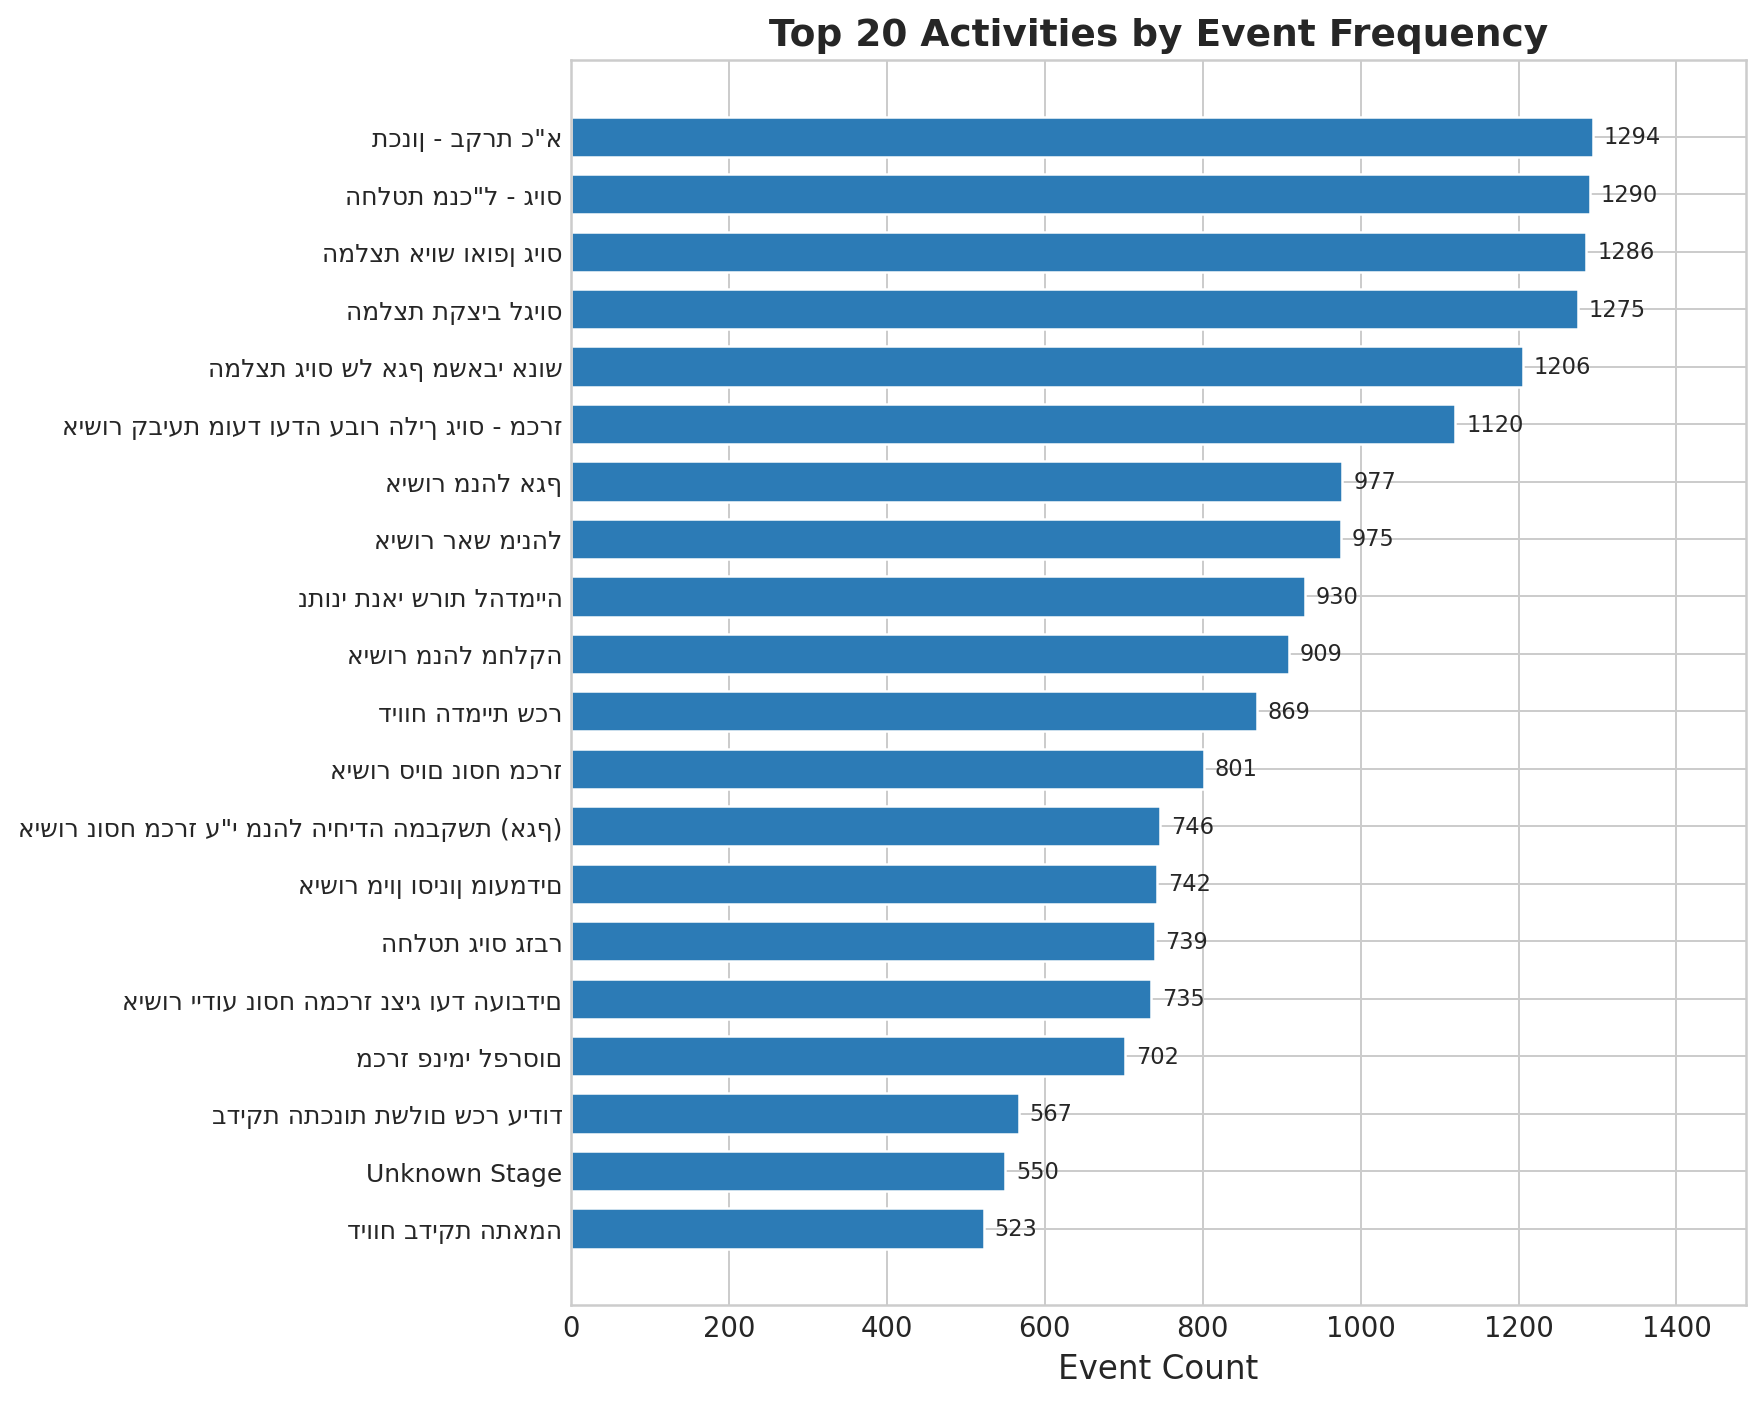 Top 20 Activities by Event Frequency
תכנון - בקרת כ"א 1294
החלטת מנכ"ל - גיוס 1290
המלצת איוש ואופן גיוס 1286
המלצת תקציב לגיוס 1275
המלצת גיוס של אגף משאבי אנוש 1206
אישור קביעת מועד ועדה עבור הליך גיוס - מכרז 1120
אישור מנהל אגף 977
אישור ראש מינהל 975
נתוני תנאי שרות להדמייה 930
אישור מנהל מחלקה 909
דיווח הדמיית שכר 869
אישור סיום נוסח מכרז 801
אישור נוסח מכרז ע"י מנהל היחידה המבקשת (אגף) 746
אישור מיון וסינון מועמדים 742
החלטת גיוס גזבר 739
אישור יידוע נוסח המכרז נציג ועד העובדים 735
מכרז פנימי לפרסום 702
בדיקת התכנות תשלום שכר עידוד 567
Unknown Stage 550
דיווח בדיקת התאמה 523
0 200 400 600 800 1000 1200 1400
Event Count